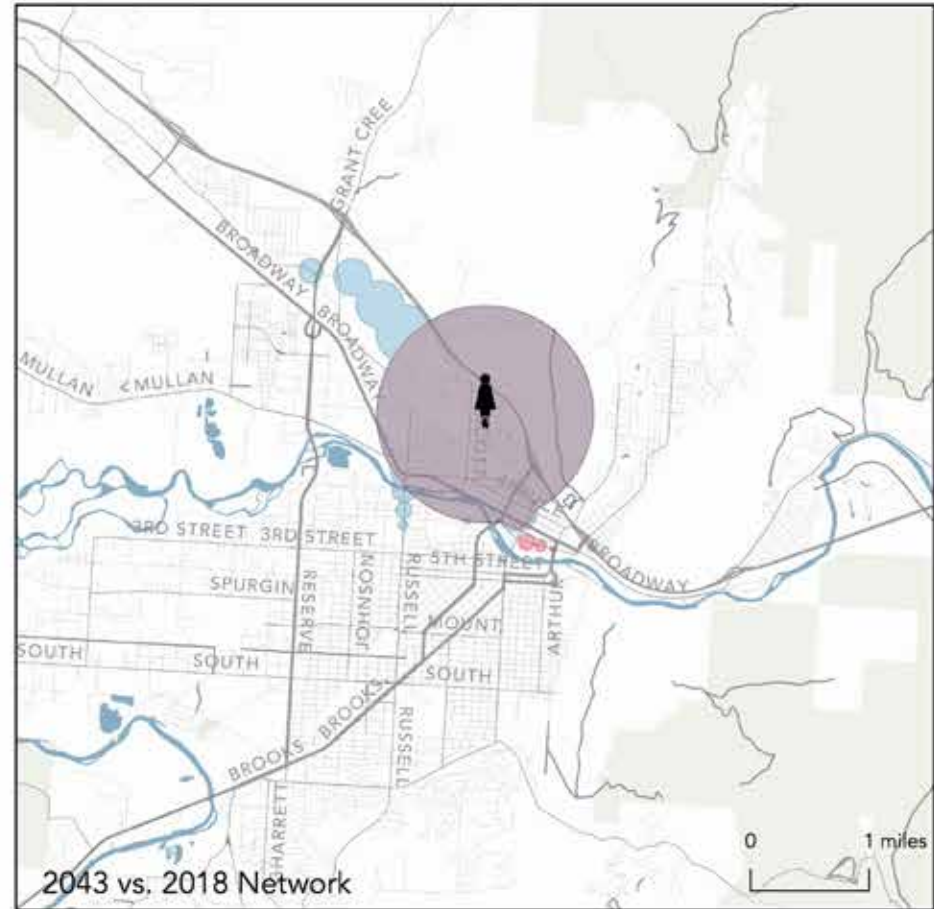 GRANT CREE
BROADWAY
BROADWAY
MULLAN
<MULLAN
3RD STREET
3RD STREET
5TH STREET
BROADWAY
SPURGIN
RESERVE
JOHNSON
RUSSELL
MOUNT
ARTHUR
SOUTH
SOUTH
SOUTH
BROOKS
BROOKS
RUSSELL
SHARRETT
0
1 miles
2043 vs. 2018 Network